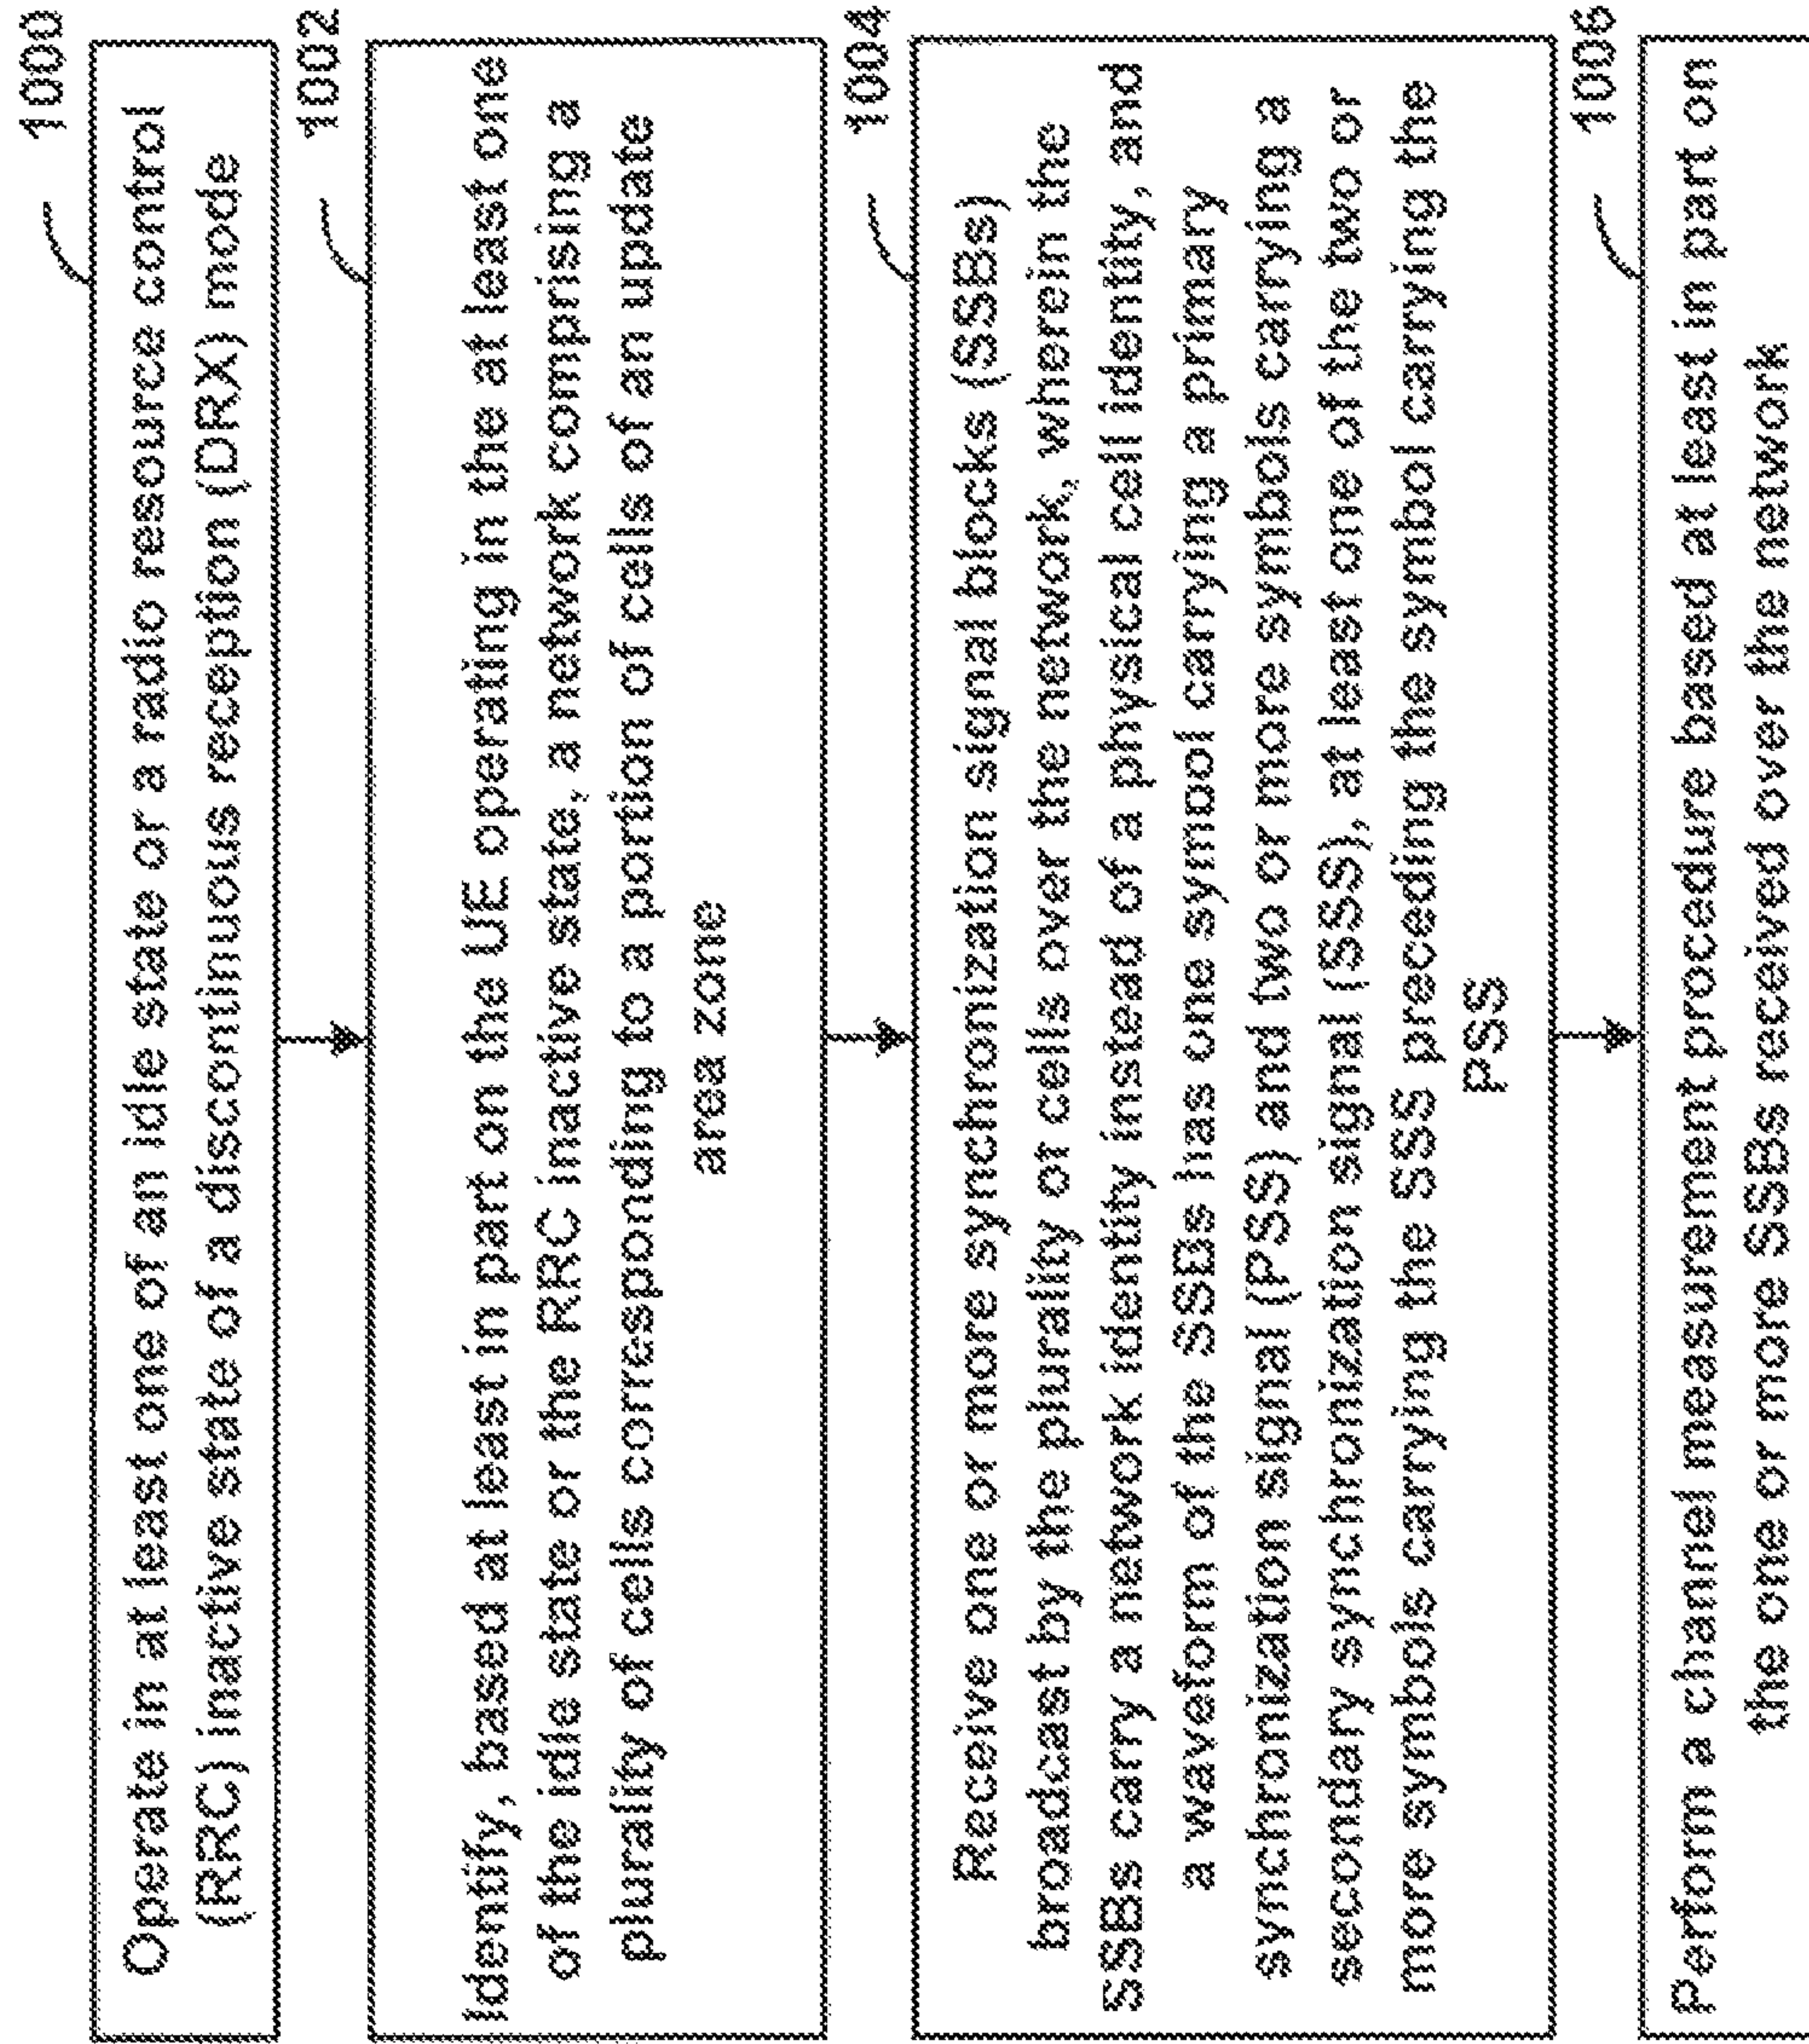 1000
Operate in at least one of an idle state or a radio resource control
(RRC) inactive state of a discontinuous reception (DRX) mode
1002
Identify, based at least in part on the UE operating in the at least one
of the idle state or the RRC inactive state, a network comprising a
plurality of cells corresponding to a portion of cells of an update
area zone
1004
Receive one or more synchronization signal blocks (SSBs)
broadcast by the plurality of cells over the network, wherein the
SSBs carry a network identity instead of a physical cell identity, and
a waveform of the SSBs has one symbol carrying a primary
synchronization signal (PSS) and two or more symbols carrying a
secondary synchronization signal (SSS), at least one of the two or
more symbols carrying the SSS preceding the symbol carrying the
PSS
1006
Perform a channel measurement procedure based at least in part on
the one or more SSBs received over the network